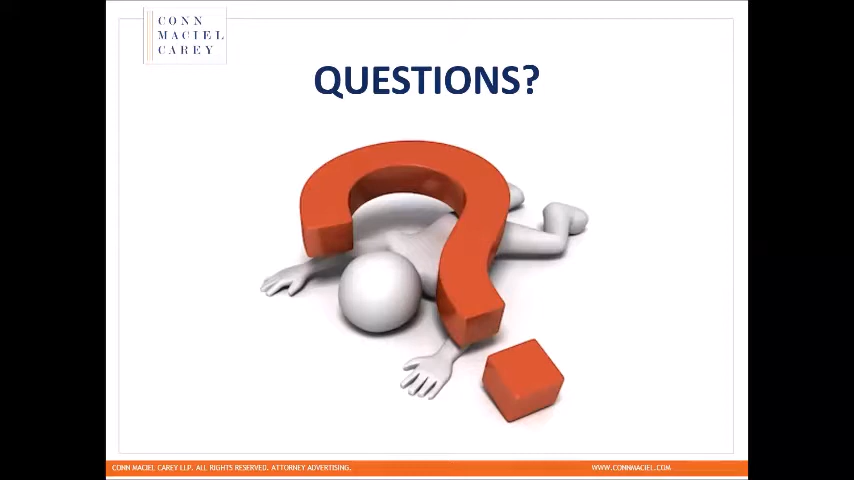 CONN
MACIEL
CAREY
QUESTIONS?
CONN MACIEL CAREY LLP. ALL RIGHTS RESERVED. ATTORNEY ADVERTISING.
WWW.CONNMACIEL.COM